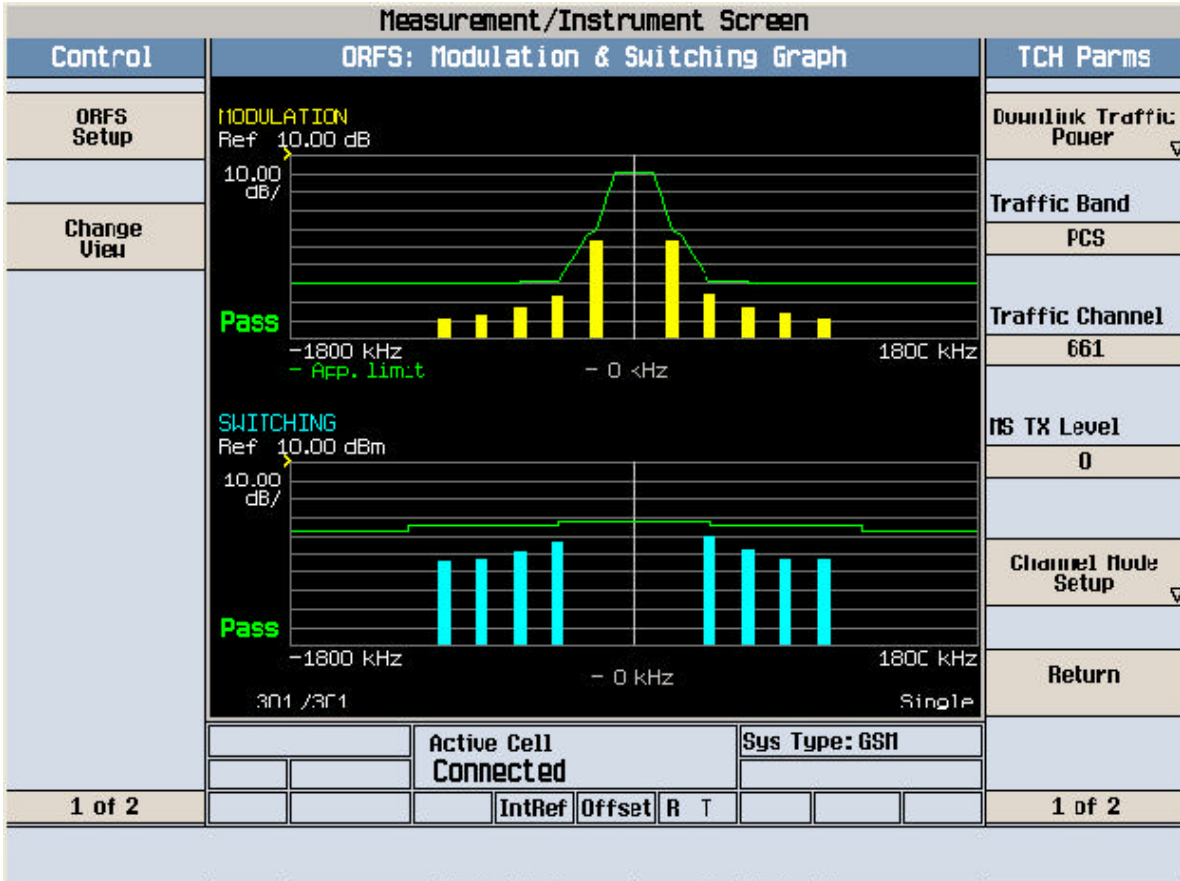 Measurement/Instrument Screen
Control
ORFS: Modulation & Switching Graph
TCH Parms
ORFS
Setup
Change
View
1 of 2
MODULATION
Ref 10.00 dB
10.00
dB/
Pass
-1800 kHz
1800 kHz
- App. limit
- 0 kHz
SWITCHING
Ref 10.00 dBm
10.00
dB/
Pass
-1800 kHz
1800 kHz
- 0 kHz
301 /301
Single
Active Cell
Connected
Sys Type: GSM
IntRef
Offset
R T
Downlink Traffic
Power
Traffic Band
PCS
Traffic Channel
661
MS TX Level
0
Channel Mode
Setup
Return
1 of 2